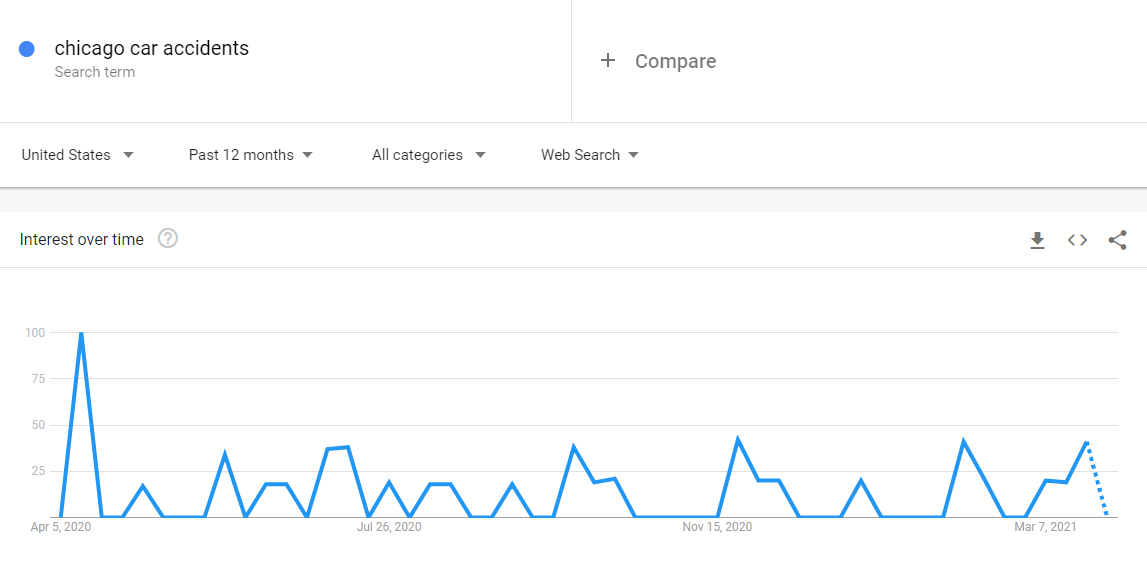 chicago car accidents
Search term
+ Compare
United States
Past 12 months
All categories
Web Search
Interest over time ?
100
75
50
25
Apr 5, 2020
Jul 26, 2020
Nov 15, 2020
Mar 7, 2021